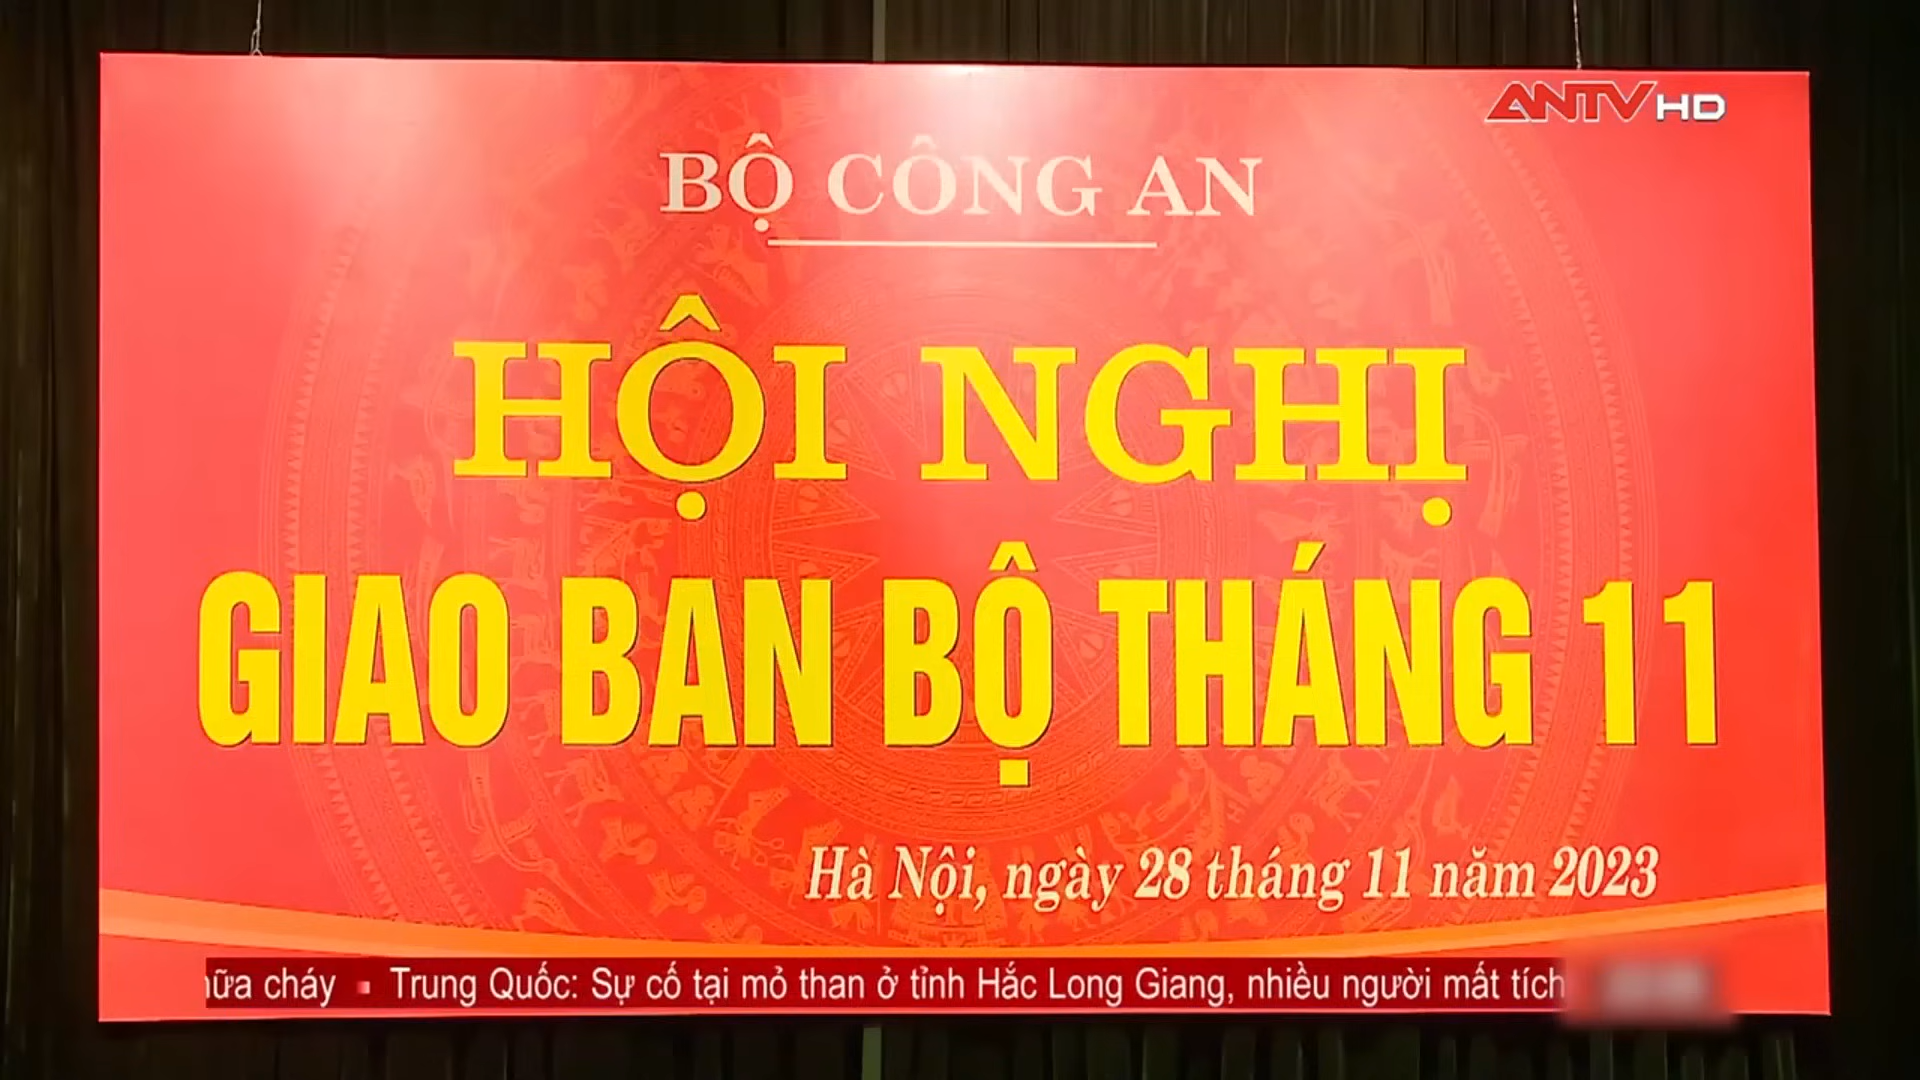 ANTV HD
BỘ CÔNG AN
HỘI NGHỊ
GIAO BAN BỘ THÁNG 11
Hà Nội, ngày 28 tháng 11 năm 2023
cháy ▪ Trung Quốc: Sự cố tại mỏ than ở tỉnh Hắc Long Giang, nhiều người mất tích